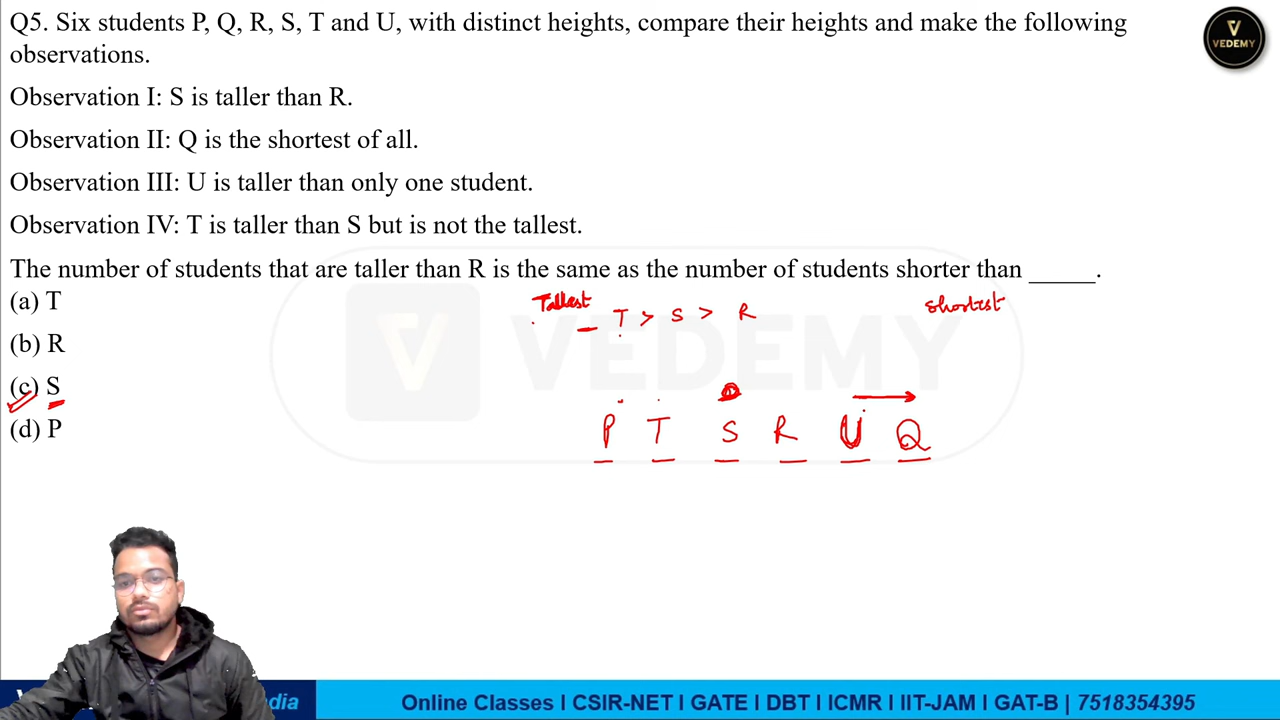 Q5. Six students P, Q, R, S, T and U, with distinct heights, compare their heights and make the following
observations.
VEDEMY
Observation I: S is taller than R.
Observation II: Q is the shortest of all.
Observation III: U is taller than only one student.
Observation IV: T is taller than S but is not the tallest.
The number of students that are taller than R is the same as the number of students shorter than _____.
(a) T
Tallest
Shortest
T > S > R
(b) R
VEDEMY
(c) S
(d) P
P T S R U Q
dia
Online Classes I CSIR-NET I GATE I DBT I ICMR I IIT-JAM I GAT-B | 7518354395